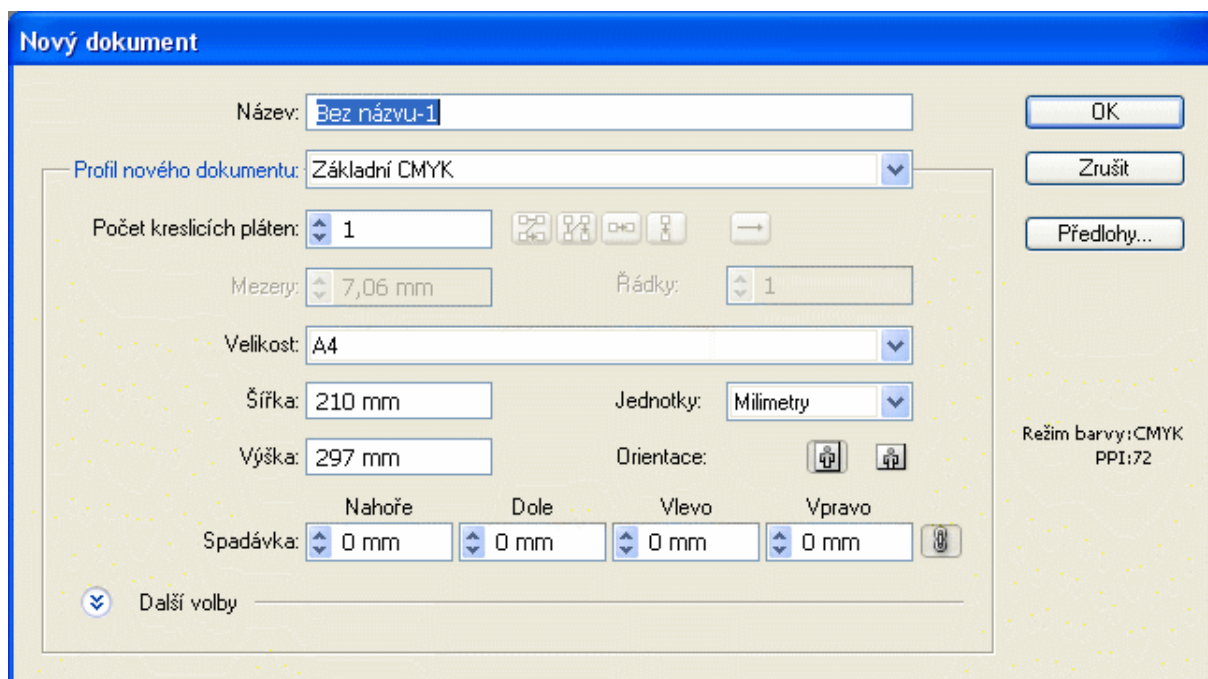 Nový dokument
Název: Bez názvu-1
OK
Profil nového dokumentu: Základní CMYK
Zrušit
Počet kreslicích pláten: 1
Předlohy...
Mezery: 7,06 mm Řádky: 1
Velikost: A4
Šířka: 210 mm Jednotky: Milimetry
Režim barvy:CMYK
Výška: 297 mm Orientace:
PPI:72
Nahoře Dole Vlevo Vpravo
Spadávka: 0 mm 0 mm 0 mm 0 mm
Další volby